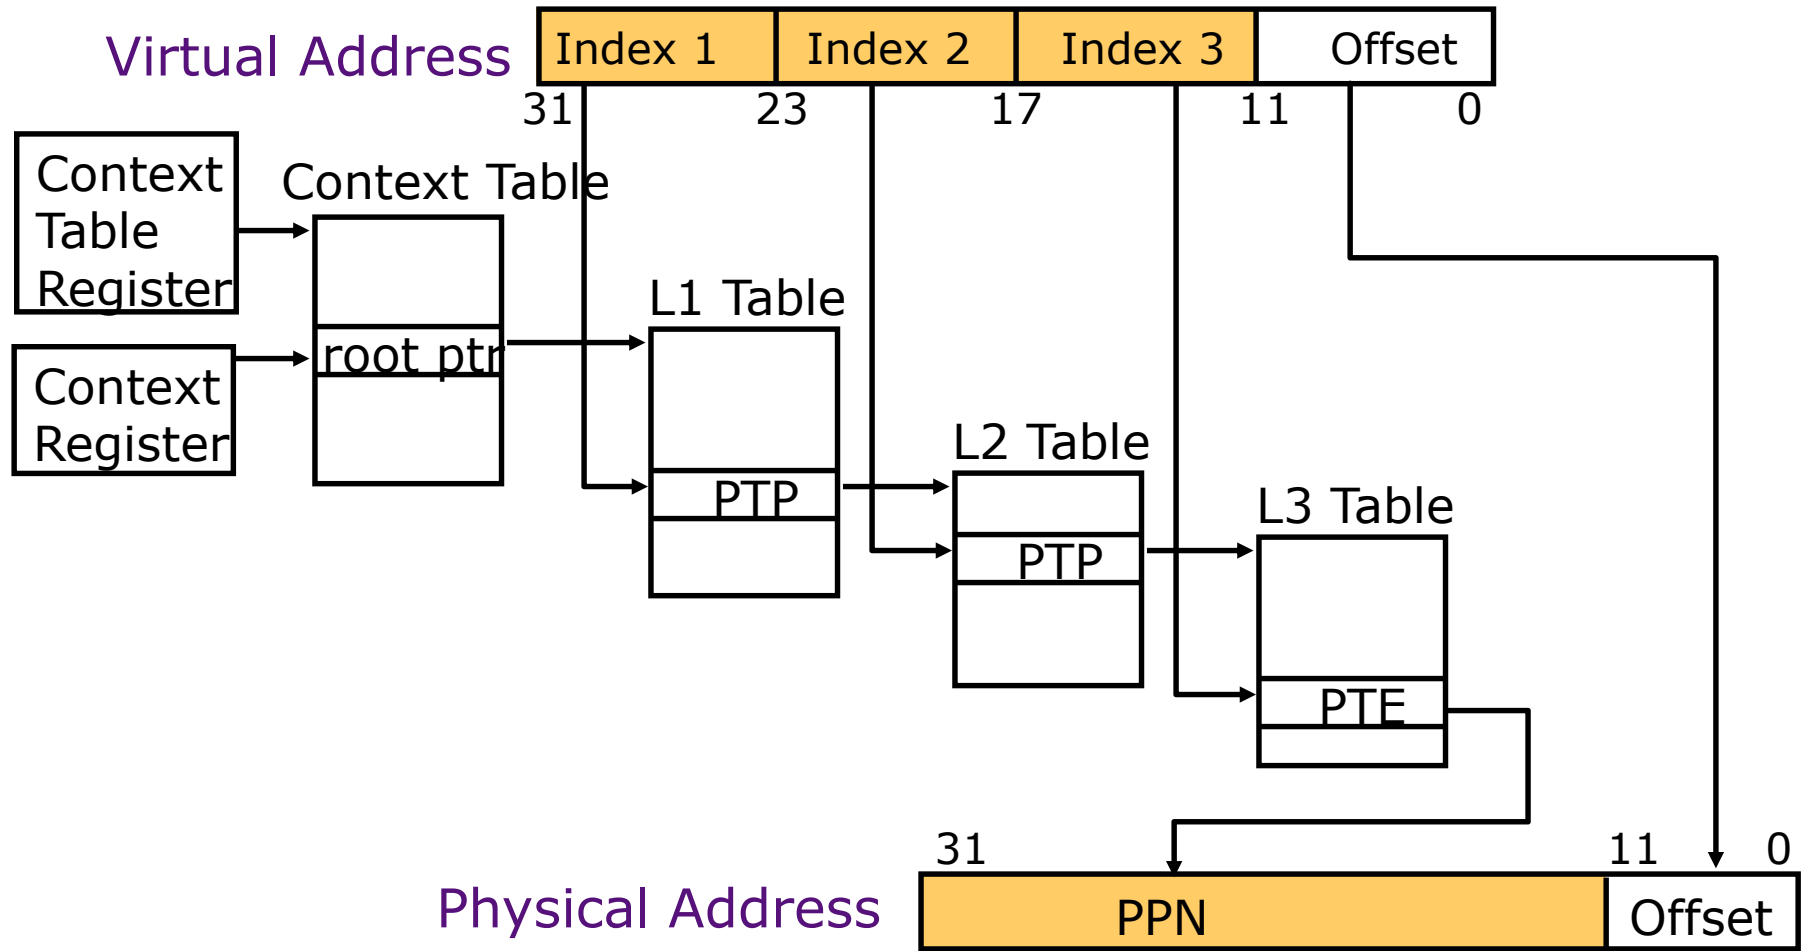 Virtual Address
Index 1
Index 2
Index 3
Offset
31
23
17
11
0
Context
Table
Register
Context Table
root ptr
Context
Register
L1 Table
PTP
L2 Table
PTP
L3 Table
PTE
31
11
0
Physical Address
PPN
Offset